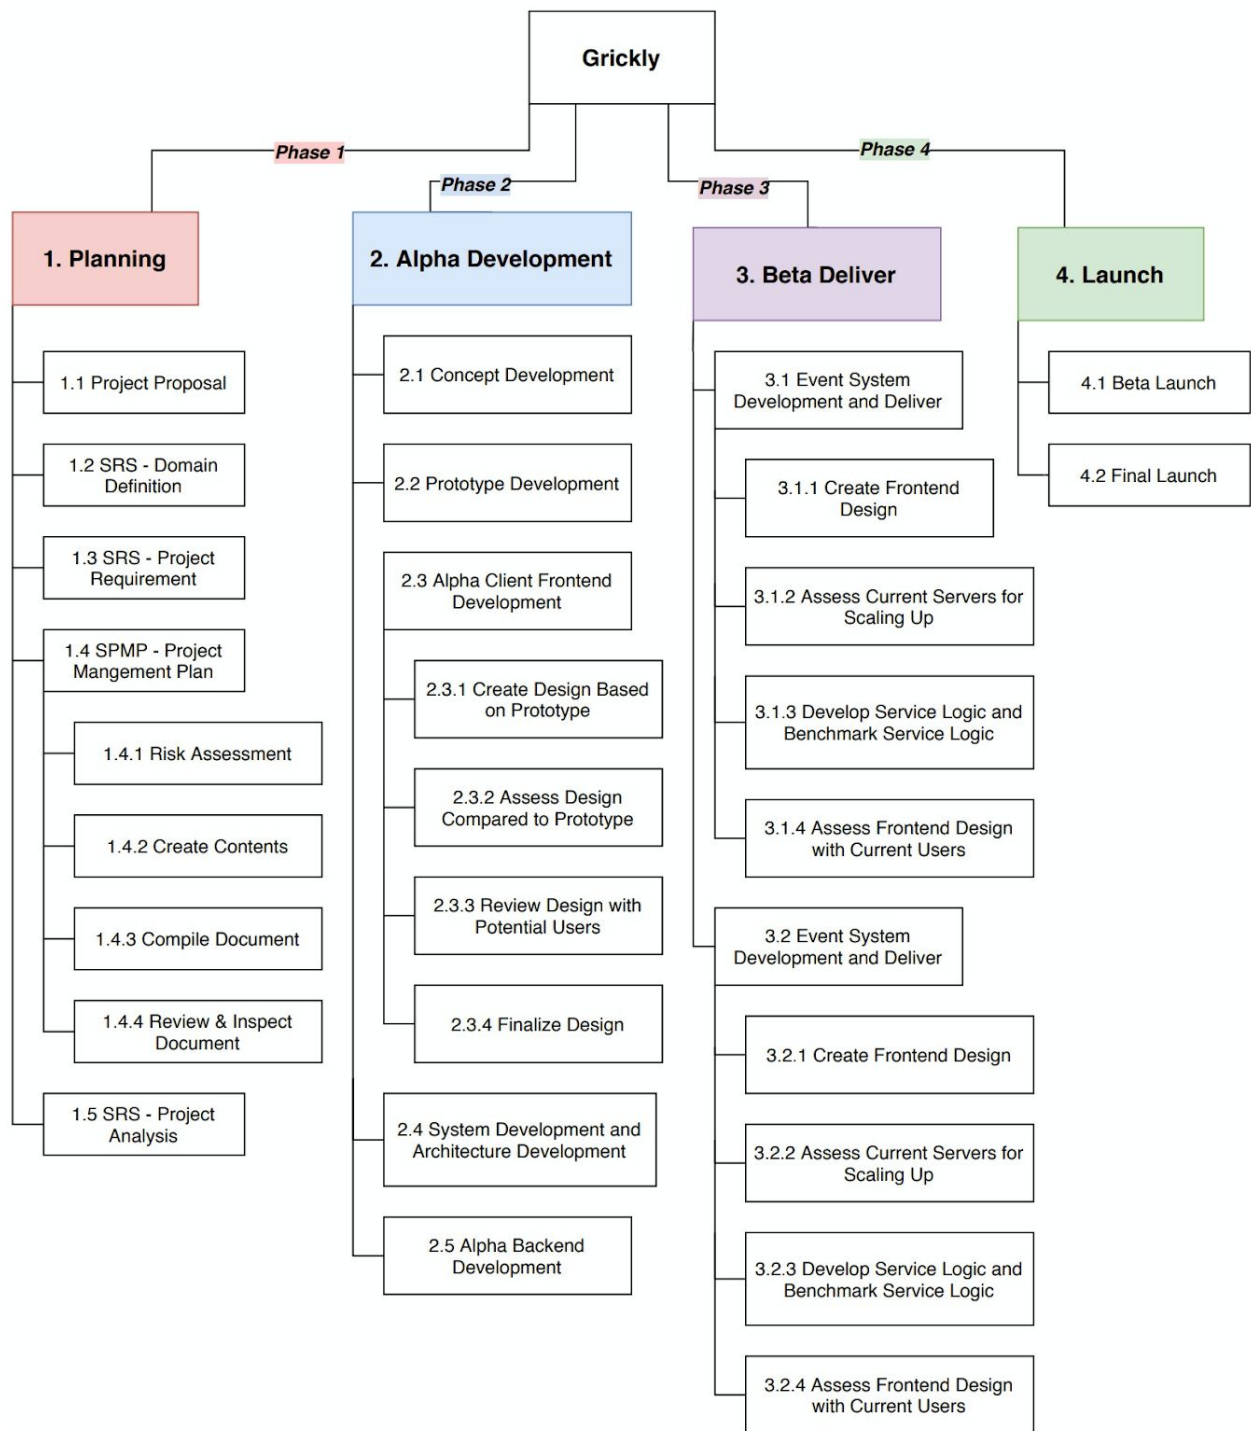 Grickly
Phase 1
Phase 2
Phase 3
Phase 4
1. Planning
1.1 Project Proposal
1.2 SRS - Domain
Definition
1.3 SRS - Project
Requirement
1.4 SPMP - Project
Mangement Plan
1.4.1 Risk Assessment
1.4.2 Create Contents
1.4.3 Compile Document
1.4.4 Review & Inspect
Document
1.5 SRS - Project
Analysis
2. Alpha Development
2.1 Concept Development
2.2 Prototype Development
2.3 Alpha Client Frontend
Development
2.3.1 Create Design Based
on Prototype
2.3.2 Assess Design
Compared to Prototype
2.3.3 Review Design with
Potential Users
2.3.4 Finalize Design
2.4 System Development and
Architecture Development
2.5 Alpha Backend
Development
3. Beta Deliver
3.1 Event System
Development and Deliver
3.1.1 Create Frontend
Design
3.1.2 Assess Current Servers for
Scaling Up
3.1.3 Develop Service Logic and
Benchmark Service Logic
3.1.4 Assess Frontend Design
with Current Users
3.2 Event System
Development and Deliver
3.2.1 Create Frontend Design
3.2.2 Assess Current Servers for
Scaling Up
3.2.3 Develop Service Logic and
Benchmark Service Logic
3.2.4 Assess Frontend Design
with Current Users
4. Launch
4.1 Beta Launch
4.2 Final Launch